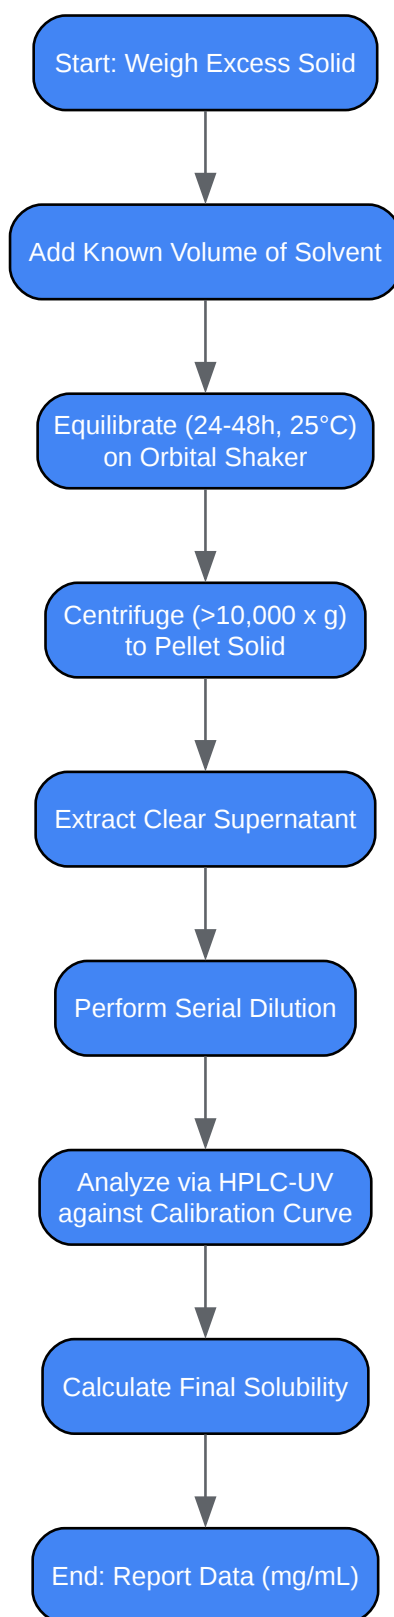 Start: Weigh Excess Solid
Add Known Volume of Solvent
Equilibrate (24-48h, 25°C)
on Orbital Shaker
Centrifuge (>10,000 x g)
to Pellet Solid
Extract Clear Supernatant
Perform Serial Dilution
Analyze via HPLC-UV
against Calibration Curve
Calculate Final Solubility
End: Report Data (mg/mL)